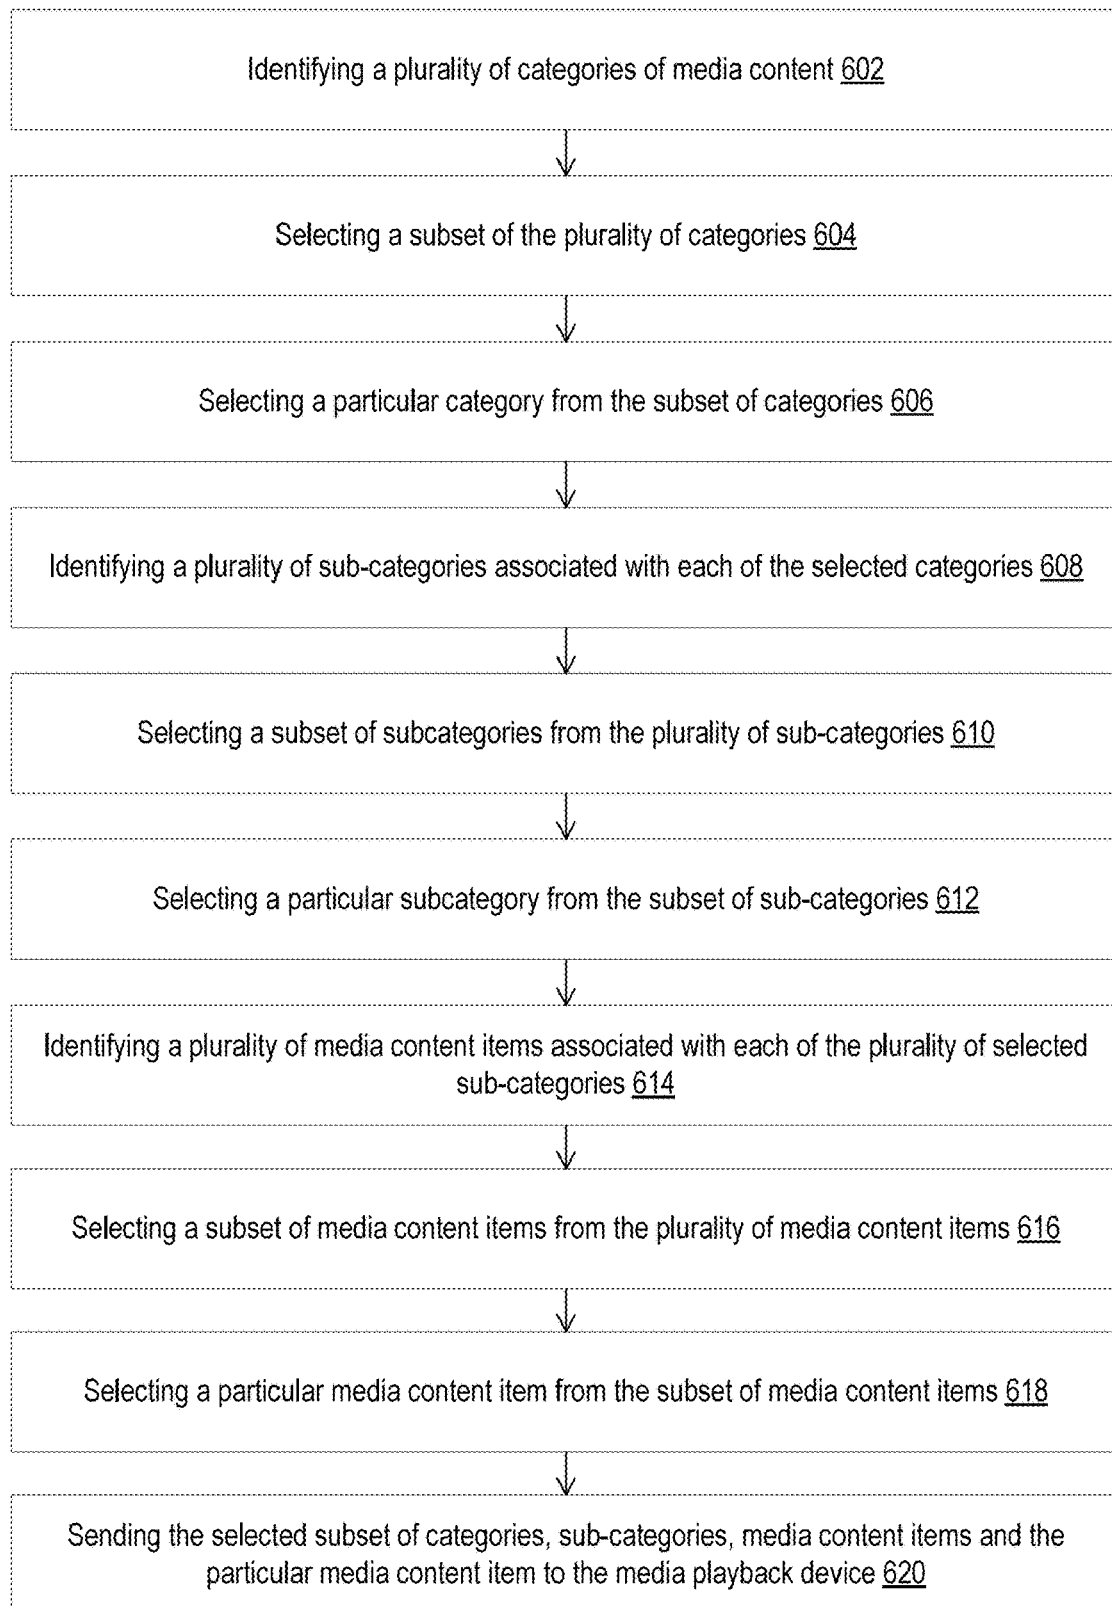 Identifying a plurality of categories of media content 602
Selecting a subset of the plurality of categories 604
Selecting a particular category from the subset of categories 606
Identifying a plurality of sub-categories associated with each of the selected categories 608
Selecting a subset of subcategories from the plurality of sub-categories 610
Selecting a particular subcategory from the subset of sub-categories 612
Identifying a plurality of media content items associated with each of the plurality of selected
sub-categories 614
Selecting a subset of media content items from the plurality of media content items 616
Selecting a particular media content item from the subset of media content items 618
Sending the selected subset of categories, sub-categories, media content items and the
particular media content item to the media playback device 620